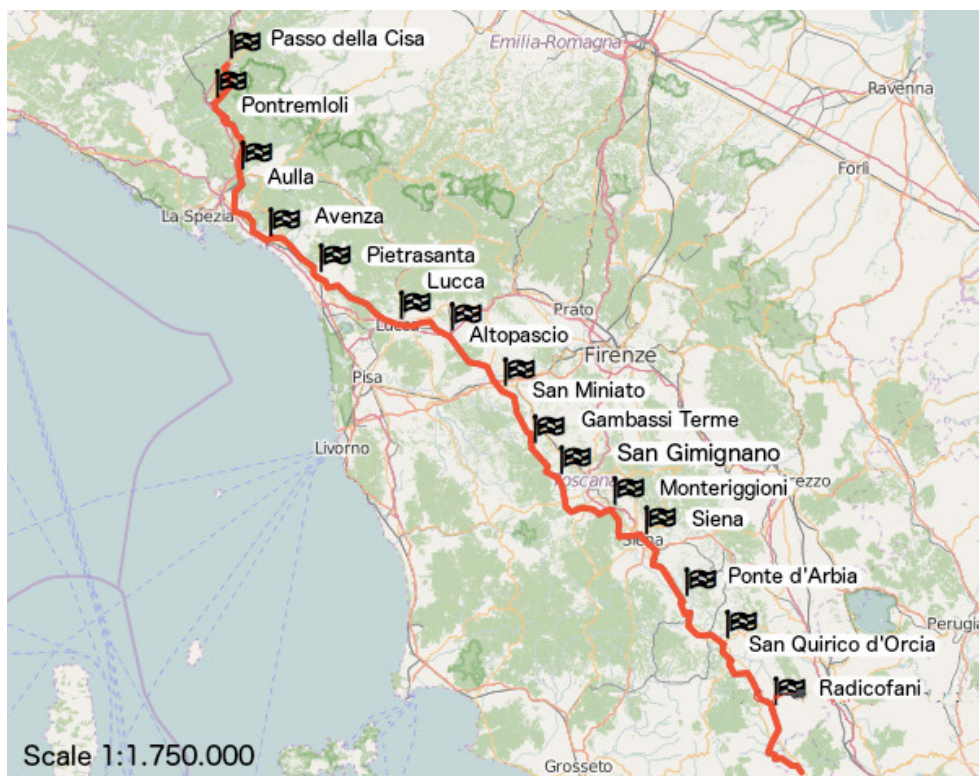 Passo della Cisa
Emilia-Romagna
Pontremloli
Ravenna
Aulla
Forlì
La Spezia
Avenza
Pietrasanta
Lucca
Prato
Lucca
Altopascio
Firenze
Pisa
San Miniato
Gambassi Terme
Livorno
San Gimignano
Toscana
Monteriggioni
rezzo
Siena
Siena
Ponte d'Arbia
Perugia
San Quirico d'Orcia
Radicofani
Scale 1:1.750.000
Grosseto